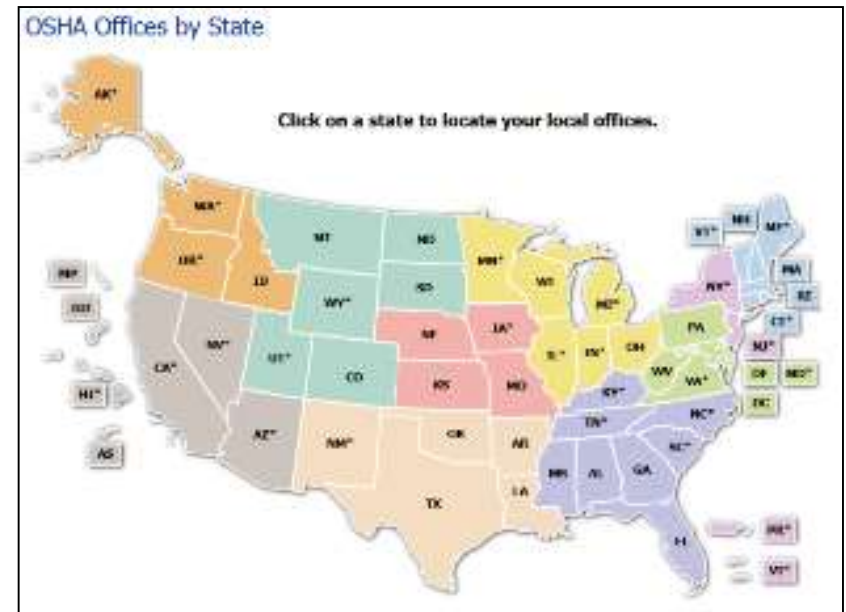 OSHA Offices by State
AK*
Click on a state to locate your local offices.
WA*
MT
ND
MN*
VT*
NH
ME*
OR*
ID
WY*
SD
WI
MI*
NY*
MA
RI
CT*
NJ*
MP
GU
NV*
UT*
CO
NE
IA*
IL*
IN*
OH
PA
WV
VA*
DE
MD*
DC
CA*
HI*
KS
MO
KY*
AS
AZ*
NM*
OK
AR
TN*
NC*
SC*
TX
LA
MS
AL
GA
FL
PR*